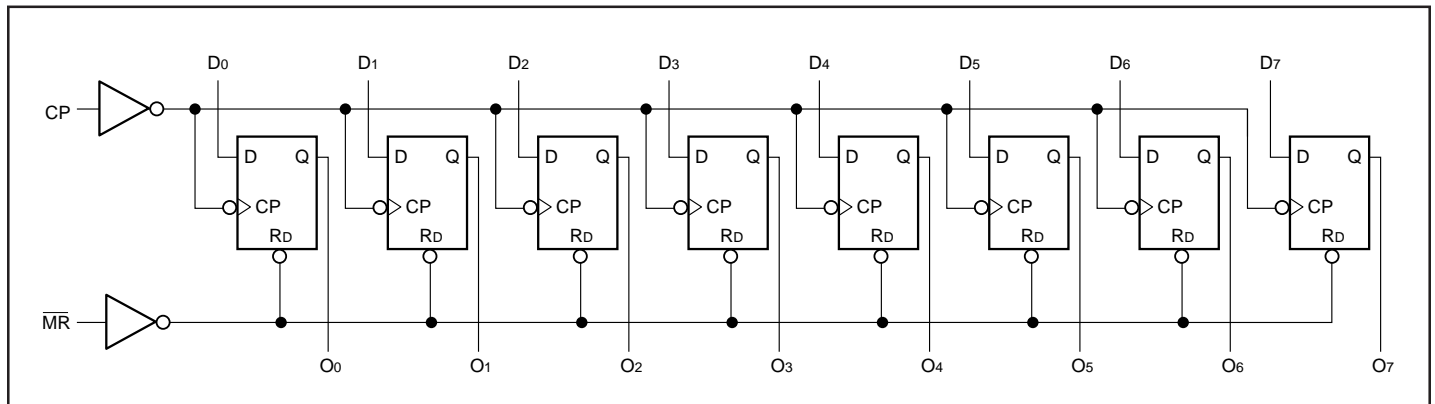 D0 D1 D2 D3 D4 D5 D6 D7
CP
D Q D Q D Q D Q D Q D Q D Q D Q
CP CP CP CP CP CP CP CP
RD RD RD RD RD RD RD RD
MR
O0 O1 O2 O3 O4 O5 O6 O7